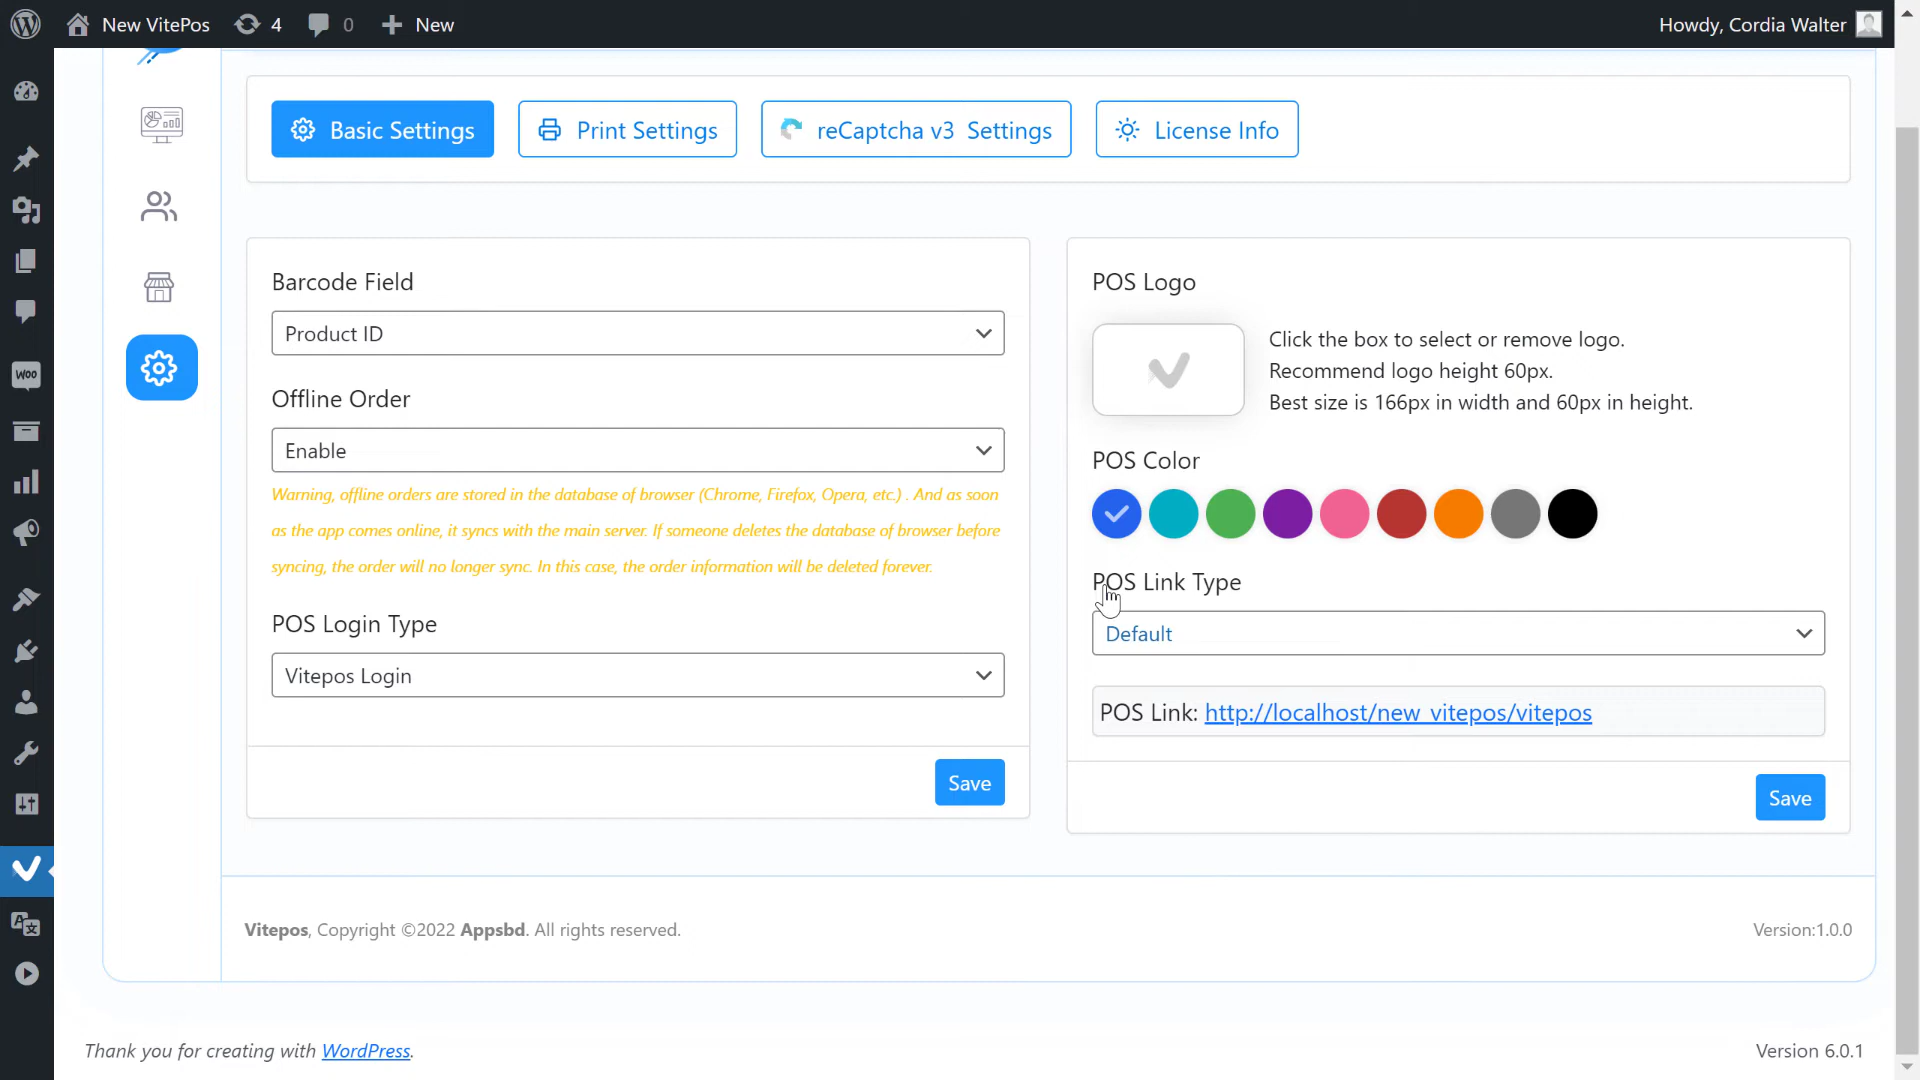 New VitePos 4 0 New Howdy, Cordia Walter
Basic Settings Print Settings reCaptcha v3 Settings License Info
Barcode Field
Product ID
Offline Order
Enable
Warning, offline orders are stored in the database of browser (Chrome, Firefox, Opera, etc.) . And as soon
as the app comes online, it syncs with the main server. If someone deletes the database of browser before
syncing, the order will no longer sync. In this case, the order information will be deleted forever.
POS Login Type
Vitepos Login
Save
POS Logo
Click the box to select or remove logo.
Recommend logo height 60px.
Best size is 166px in width and 60px in height.
POS Color
POS Link Type
Default
POS Link: http://localhost/new_vitepos/vitepos
Save
Woo
Vitepos, Copyright ©2022 Appsbd. All rights reserved. Version:1.0.0
Thank you for creating with WordPress. Version 6.0.1